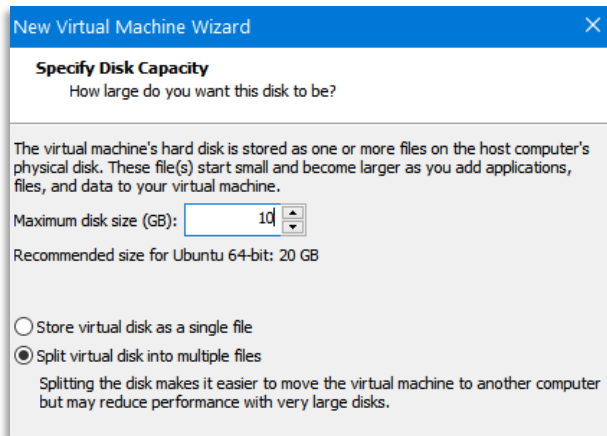 New Virtual Machine Wizard
Specify Disk Capacity
How large do you want this disk to be?
The virtual machine's hard disk is stored as one or more files on the host computer's
physical disk. These file(s) start small and become larger as you add applications,
files, and data to your virtual machine.
Maximum disk size (GB): 10
Recommended size for Ubuntu 64-bit: 20 GB
Store virtual disk as a single file
Split virtual disk into multiple files
Splitting the disk makes it easier to move the virtual machine to another computer
but may reduce performance with very large disks.